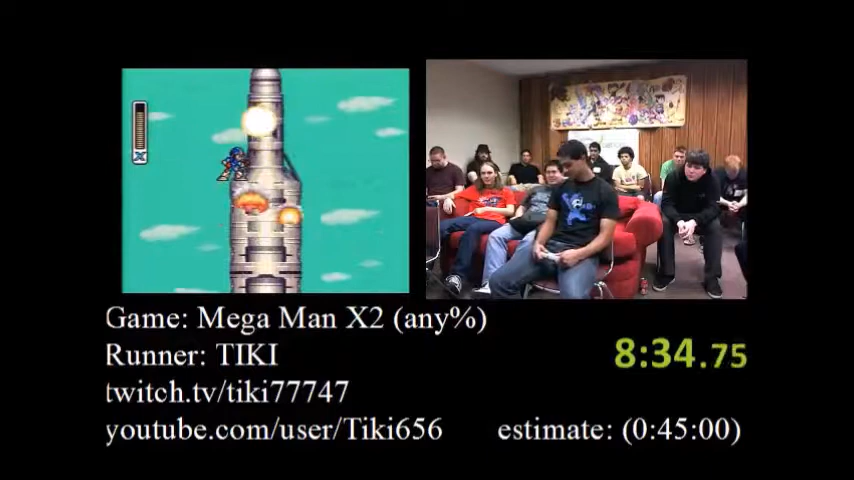 Game: Mega Man X2 (any%)
Runner: TIKI
8:34.75
twitch.tv/tiki77747
youtube.com/user/Tiki656
estimate: (0:45:00)